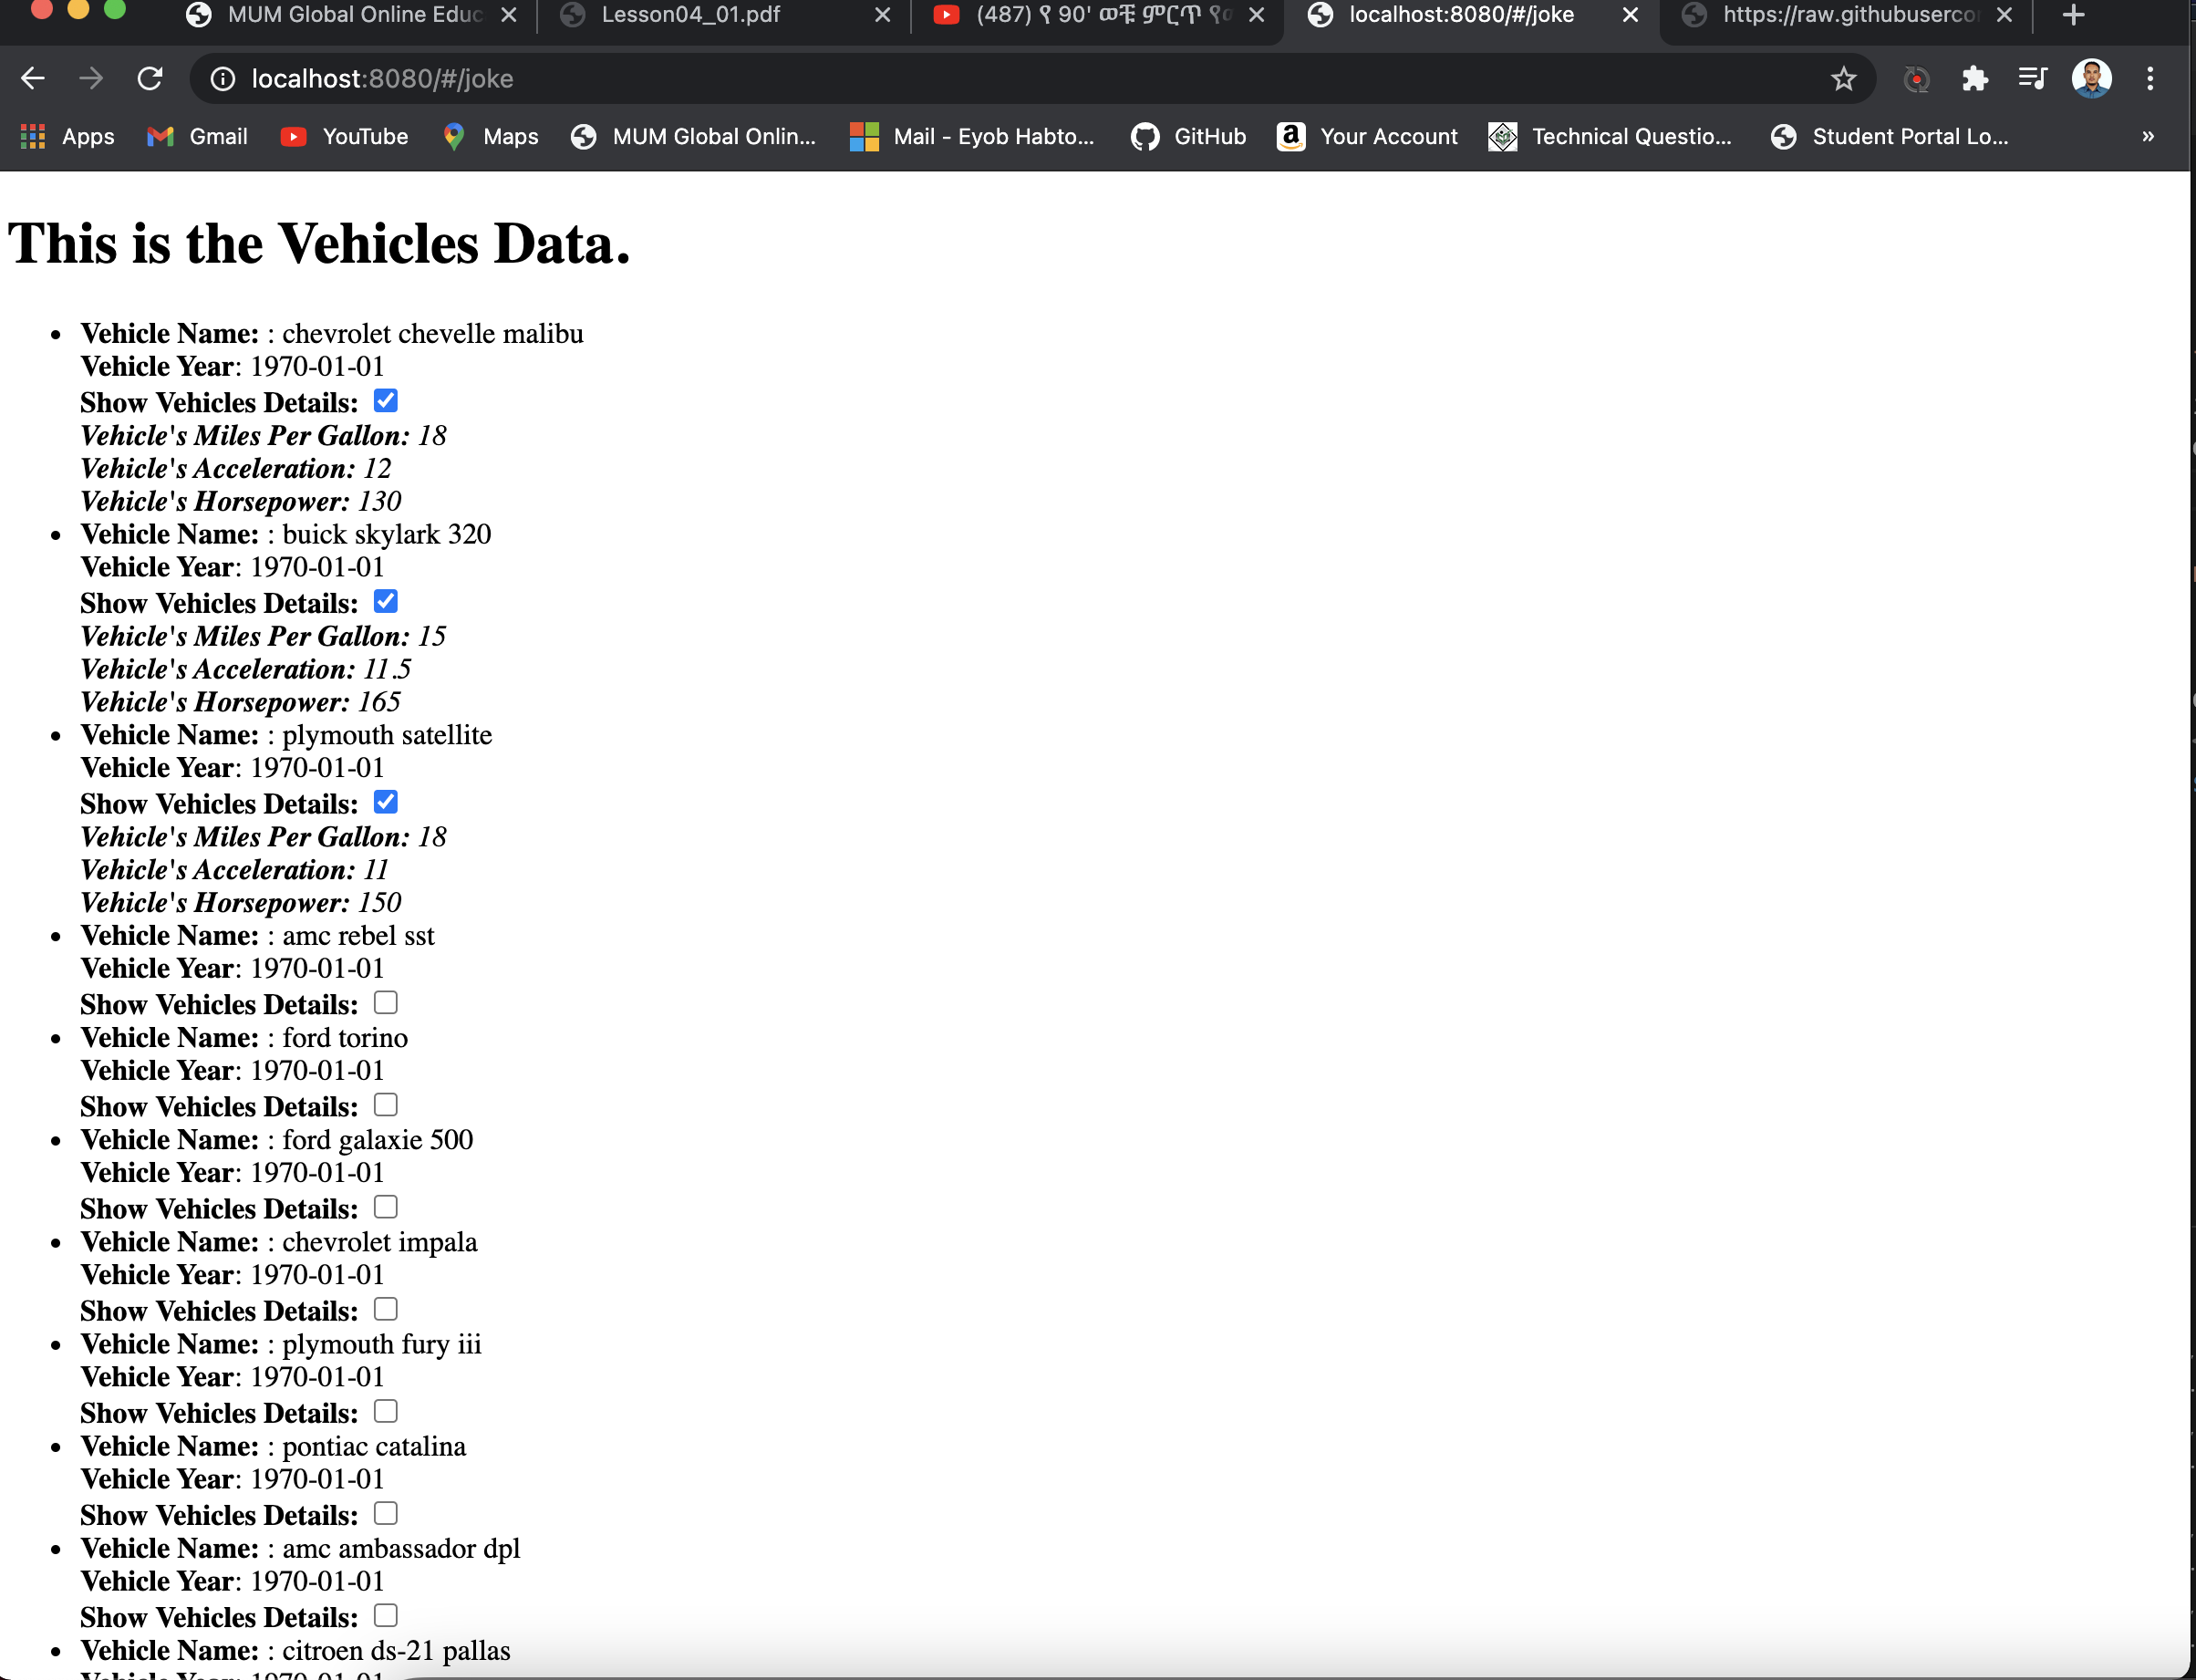 MUM Global Online Educ
Lesson04_01.pdf
(487) የ 90' ወቹ ምርጥ
localhost:8080/#/joke
https://raw.githubuserco
localhost:8080/#/joke
Apps Gmail YouTube Maps MUM Global Onlin... Mail - Eyob Habto... GitHub Your Account Technical Questio... Student Portal Lo... »
This is the Vehicles Data.
• Vehicle Name: : chevrolet chevelle malibu
Vehicle Year: 1970-01-01
Show Vehicles Details:
Vehicle's Miles Per Gallon: 18
Vehicle's Acceleration: 12
Vehicle's Horsepower: 130
• Vehicle Name: : buick skylark 320
Vehicle Year: 1970-01-01
Show Vehicles Details:
Vehicle's Miles Per Gallon: 15
Vehicle's Acceleration: 11.5
Vehicle's Horsepower: 165
• Vehicle Name: : plymouth satellite
Vehicle Year: 1970-01-01
Show Vehicles Details:
Vehicle's Miles Per Gallon: 18
Vehicle's Acceleration: 11
Vehicle's Horsepower: 150
• Vehicle Name: : amc rebel sst
Vehicle Year: 1970-01-01
Show Vehicles Details:
• Vehicle Name: : ford torino
Vehicle Year: 1970-01-01
Show Vehicles Details:
• Vehicle Name: : ford galaxie 500
Vehicle Year: 1970-01-01
Show Vehicles Details:
• Vehicle Name: : chevrolet impala
Vehicle Year: 1970-01-01
Show Vehicles Details:
• Vehicle Name: : plymouth fury iii
Vehicle Year: 1970-01-01
Show Vehicles Details:
• Vehicle Name: : pontiac catalina
Vehicle Year: 1970-01-01
Show Vehicles Details:
• Vehicle Name: : amc ambassador dpl
Vehicle Year: 1970-01-01
Show Vehicles Details:
• Vehicle Name: : citroen ds-21 pallas
Vehicle Year: 1970-01-01